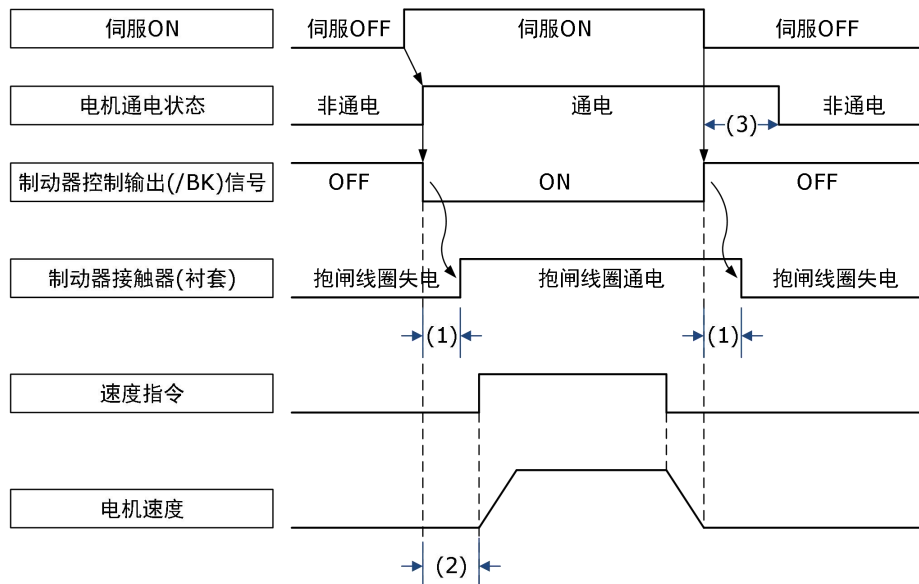 伺服ON
伺服OFF 伺服ON 伺服OFF
电机通电状态
非通电 通电 (3) 非通电
制动器控制输出(/BK)信号
OFF ON OFF
制动器接触器(衬套)
抱闸线圈失电 抱闸线圈通电 抱闸线圈失电
(1) (1)
速度指令
电机速度
(2)